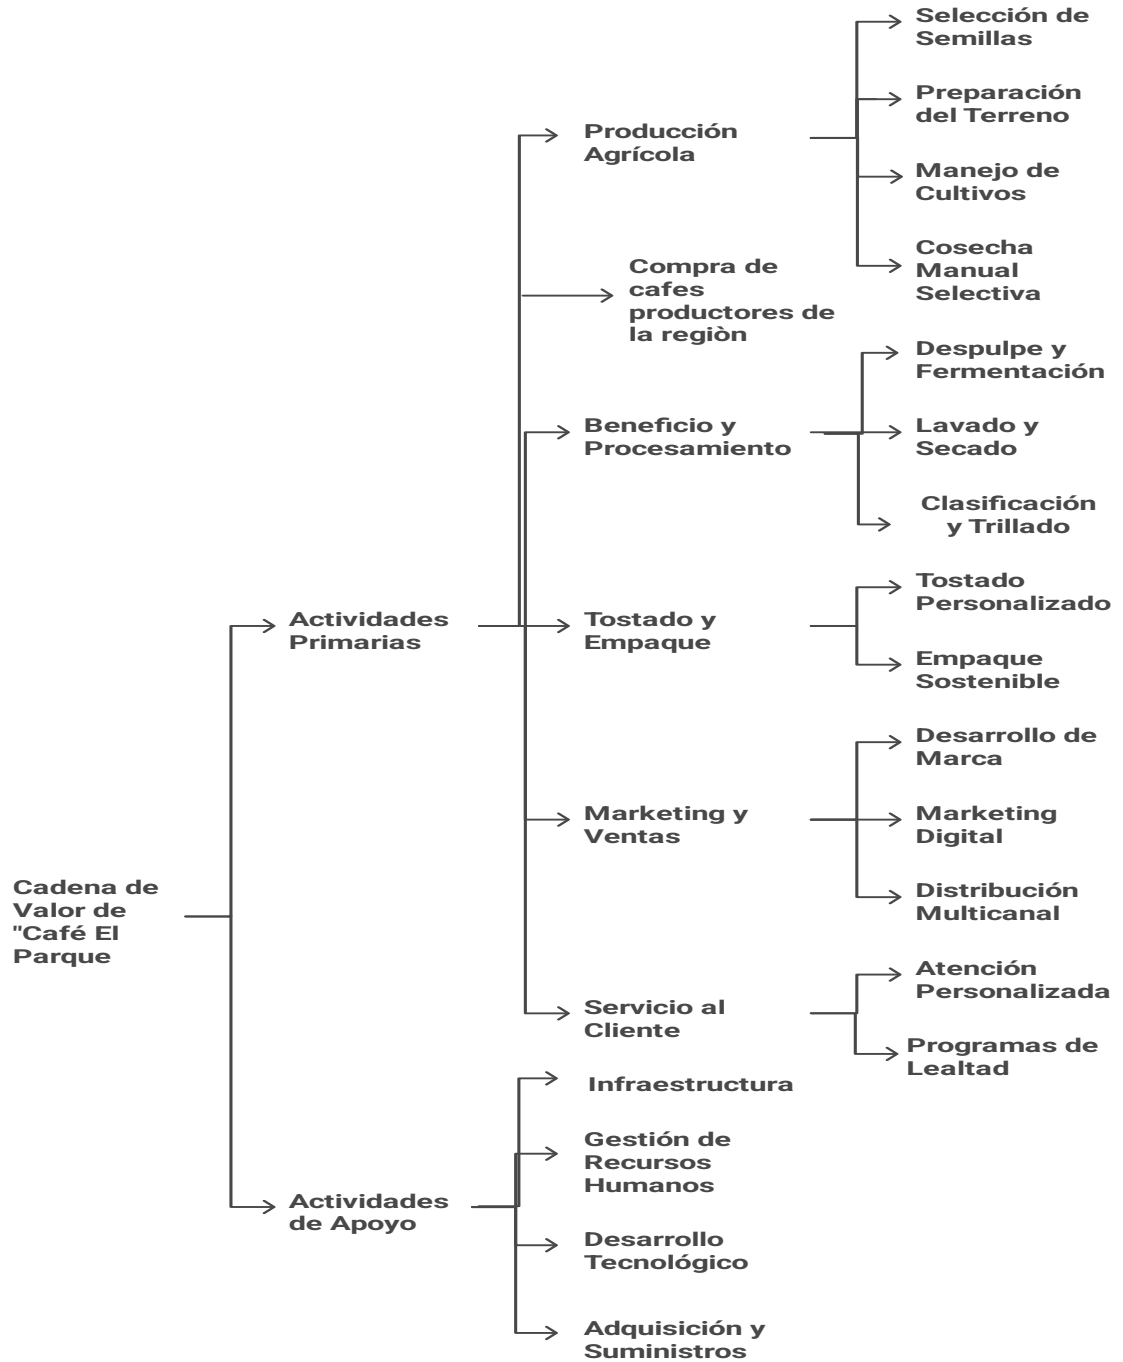 Cadena de
Valor de
"Café El
Parque
Actividades
Primarias
Producción
Agrícola
Selección de
Semillas
Preparación
del Terreno
Manejo de
Cultivos
Cosecha
Manual
Selectiva
Compra de
cafes
productores de
la regiòn
Beneficio y
Procesamiento
Despulpe y
Fermentación
Lavado y
Secado
Clasificación
y Trillado
Tostado y
Empaque
Tostado
Personalizado
Empaque
Sostenible
Marketing y
Ventas
Desarrollo de
Marca
Marketing
Digital
Distribución
Multicanal
Servicio al
Cliente
Atención
Personalizada
Programas de
Lealtad
Actividades
de Apoyo
Infraestructura
Gestión de
Recursos
Humanos
Desarrollo
Tecnológico
Adquisición y
Suministros